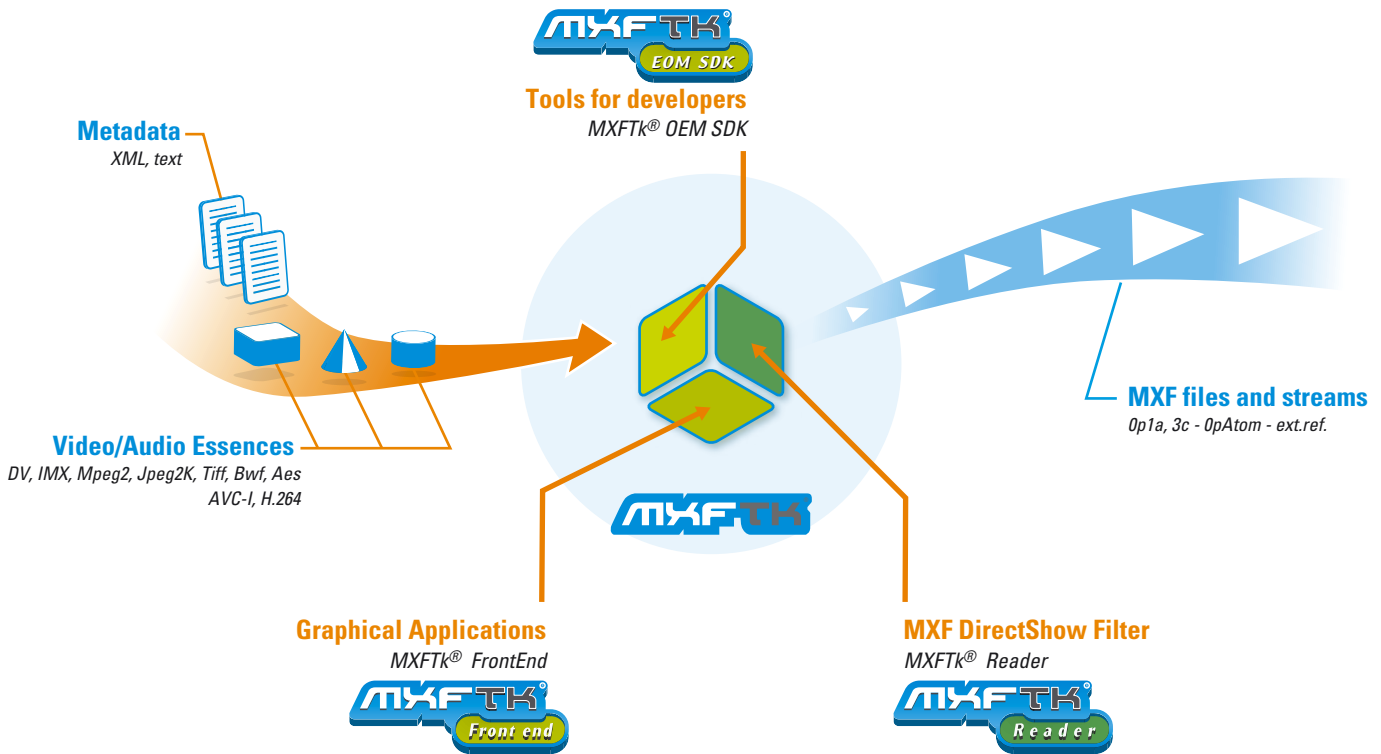 MXFTK®
EOM SDK
Tools for developers
MXFTk® OEM SDK
Metadata
XML, text
Video/Audio Essences
DV, IMX, Mpeg2, Jpeg2K, Tiff, Bwf, Aes
AVC-I, H.264
MXF files and streams
Op1a, 3c - OpAtom - ext.ref.
MXFTK
Graphical Applications
MXFTk® FrontEnd
MXFTK®
Front end
MXF DirectShow Filter
MXFTk® Reader
MXFTK®
Reader